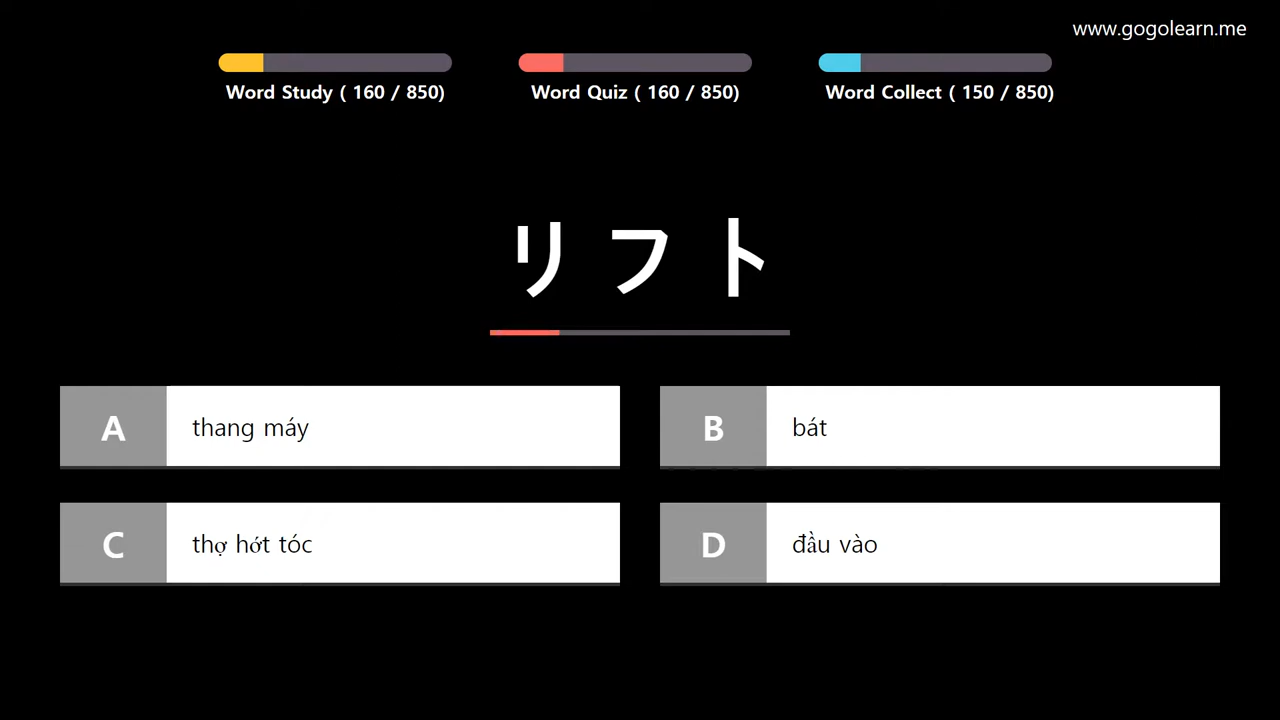 www.gogolearn.me
Word Study ( 160 / 850)
Word Quiz ( 160 / 850)
Word Collect ( 150 / 850)
リフト
A thang máy
B bát
C thợ hớt tóc
D đầu vào